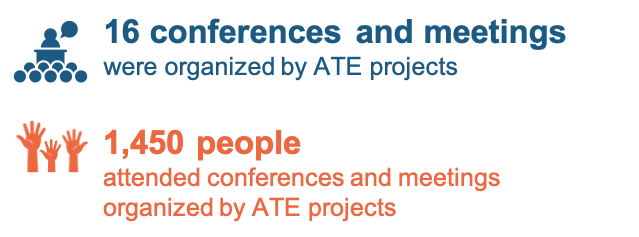 16 conferences and meetings
were organized by ATE projects
1,450 people
attended conferences and meetings
organized by ATE projects